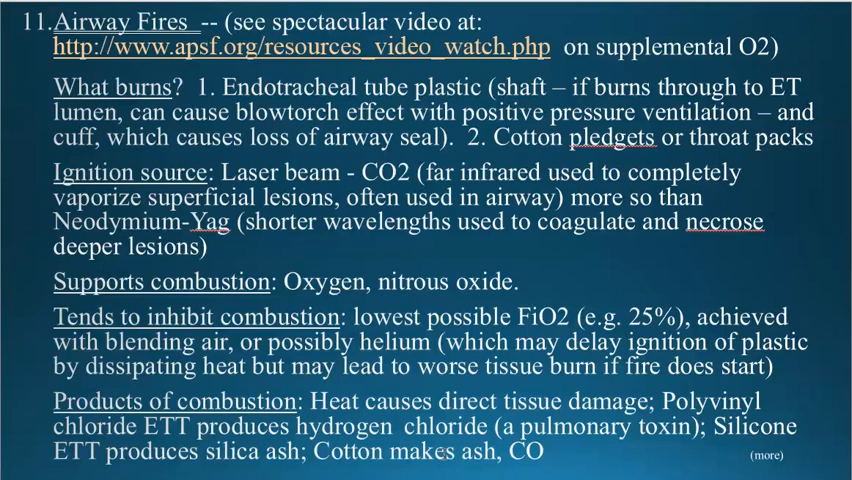 11.Airway Fires -- (see spectacular video at:
http://www.apsf.org/resources_video_watch.php on supplemental O2)
What burns? 1. Endotracheal tube plastic (shaft – if burns through to ET
lumen, can cause blowtorch effect with positive pressure ventilation – and
cuff, which causes loss of airway seal). 2. Cotton pledgets or throat packs
Ignition source: Laser beam - CO2 (far infrared used to completely
vaporize superficial lesions, often used in airway) more so than
Neodymium-Yag (shorter wavelengths used to coagulate and necrose
deeper lesions)
Supports combustion: Oxygen, nitrous oxide.
Tends to inhibit combustion: lowest possible FiO2 (e.g. 25%), achieved
with blending air, or possibly helium (which may delay ignition of plastic
by dissipating heat but may lead to worse tissue burn if fire does start)
Products of combustion: Heat causes direct tissue damage; Polyvinyl
chloride ETT produces hydrogen chloride (a pulmonary toxin); Silicone
ETT produces silica ash; Cotton makes ash, CO
(more)